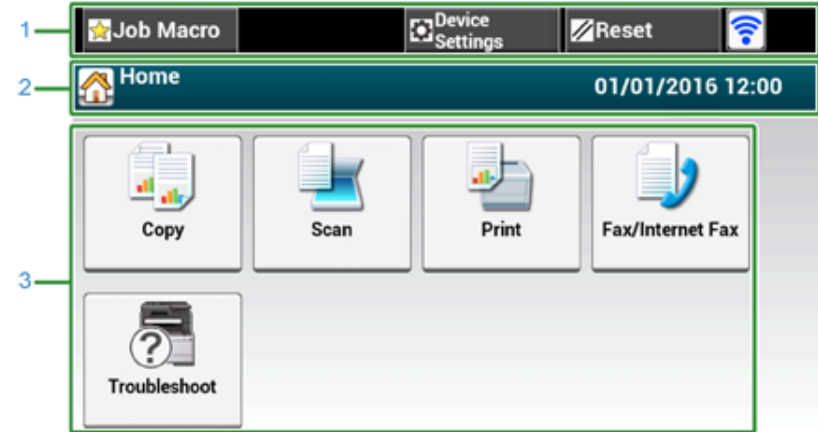 1
Job Macro
Device
Settings
Reset
2
Home
01/01/2016 12:00
3
Copy
Scan
Print
Fax/Internet Fax
?
Troubleshoot